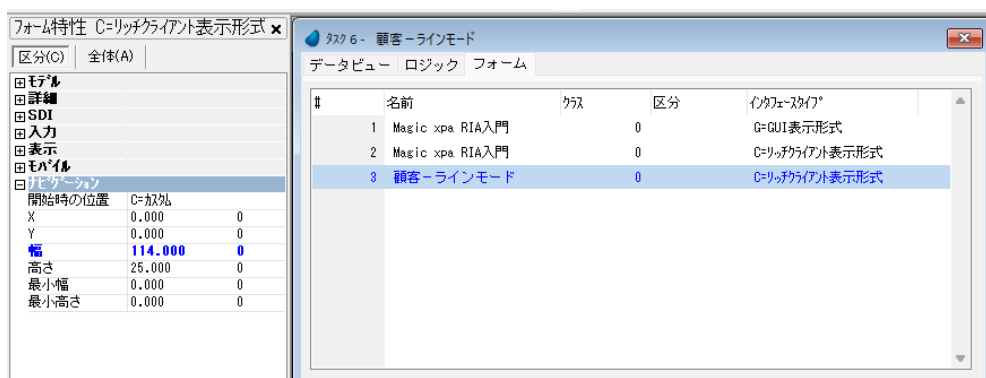 フォーム特性 C=リッチクライアント表示形式 x
区分(C) 全体(A)
モデル
詳細
SDI
入力
表示
モバイル
ナビゲーション
開始時の位置 C=カスタム
X 0.000 0
Y 0.000 0
幅 114.000 0
高さ 25.000 0
最小幅 0.000 0
最小高さ 0.000 0
タスク 6 - 顧客-ラインモード
データビュー ロジック フォーム
# 名前 クラス 区分 インタフェースタイプ
1 Magic xpa RIA入門 0 G=GUI表示形式
2 Magic xpa RIA入門 0 C=リッチクライアント表示形式
3 顧客-ラインモード 0 C=リッチクライアント表示形式